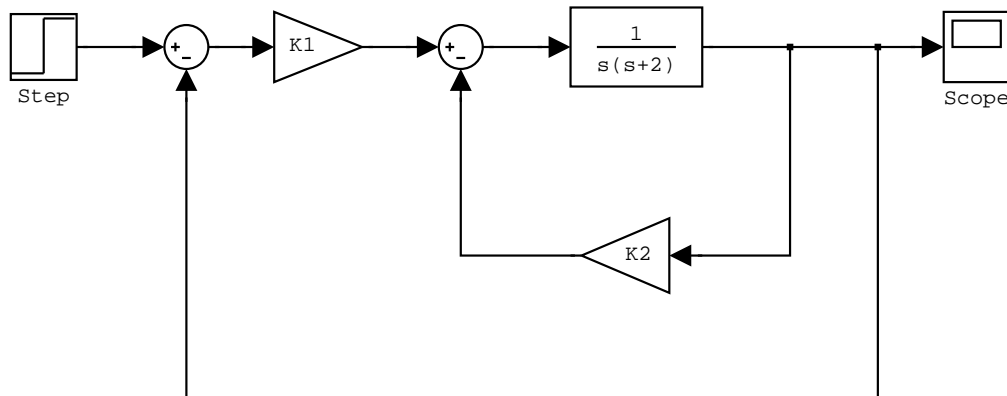 Step
+
−
K1
+
−
1
s(s+2)
Scope
K2